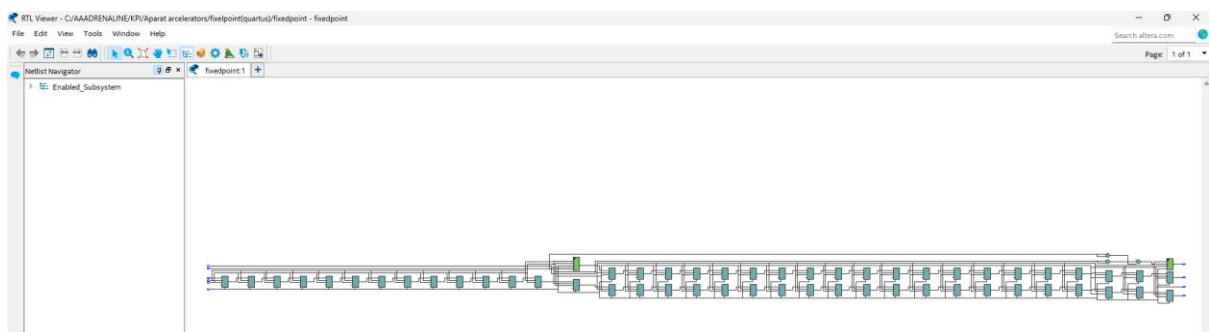 RTL Viewer - C:/AAADRENALINE/KPI/Aparat arcelerators/fixelpoint(quartus)/fixedpoint - fixedpoint
File Edit View Tools Window Help
Search altera.com
Page: 1 of 1
Netlist Navigator
fixedpoint:1
Enabled_Subsystem